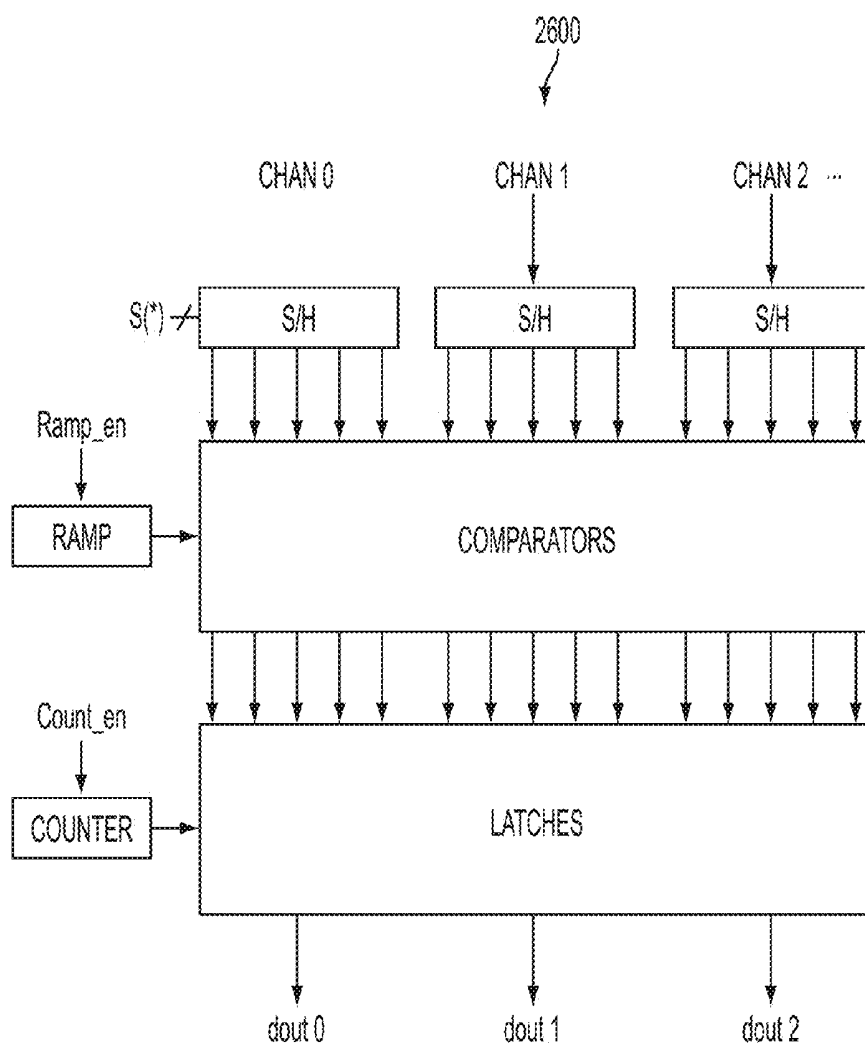 2600
CHAN 0 CHAN 1 CHAN 2 ...
S(*) S/H S/H S/H
Ramp_en
RAMP COMPARATORS
Count_en
COUNTER LATCHES
dout 0 dout 1 dout 2